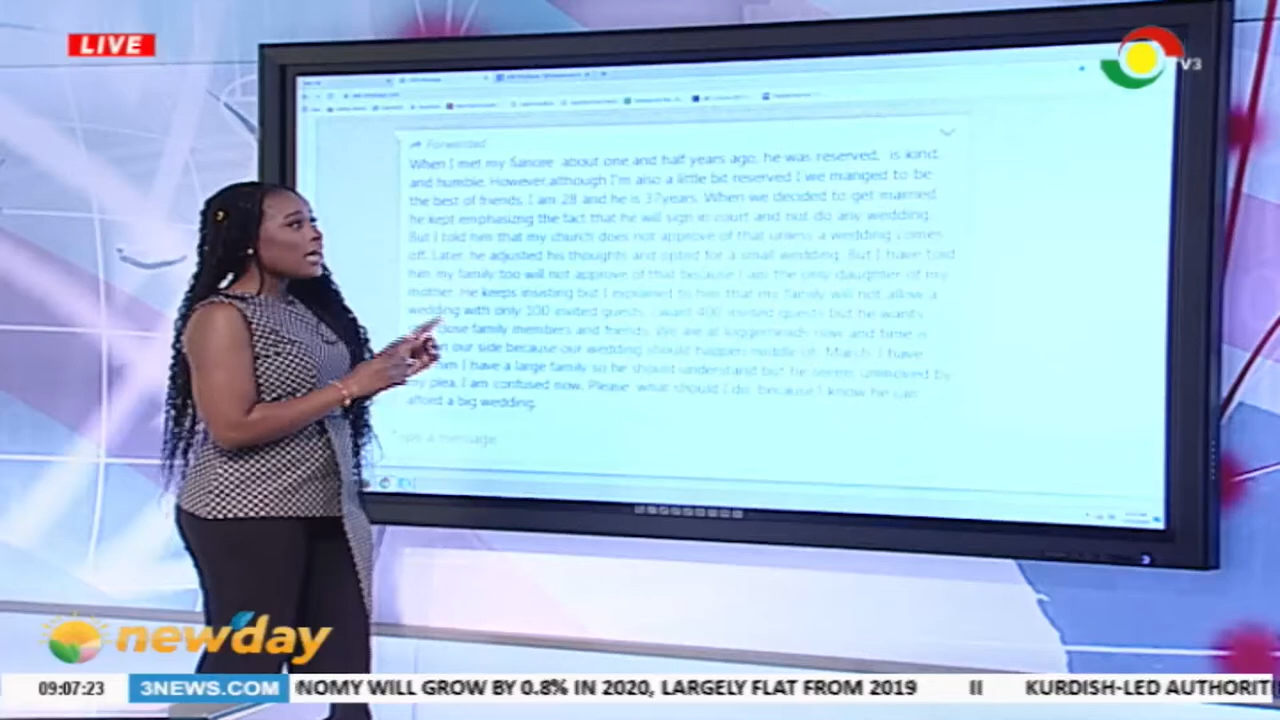 LIVE
V3
Forwarded
When I met my fiancee about one and half years ago, he was reserved, is kind,
and humble. However,although I'm also a little bit reserved I we manged to be
the best of friends. I am 28 and he is 37years. When we decided to get married,
he kept emphasizing the fact that he will sign in court and not do any wedding.
But I told him that my church does not approve of that unless a wedding comes
off. Later, he adjusted his thoughts and opted for a small wedding. But I have told
him my family too will not approve of that because I am the only daughter of my
mother. He keeps insisting but I explained to him that my family will not allow a
wedding with only 100 invited guests. I want 400 invited guests but he wants
family members and friends. We are at loggerheads now and time is
our side because our wedding should happen middle of March. I have
him I have a large family so he should understand but he seems unmoved by
my plea. I am confused now. Please what should I do because I know he can
afford a big wedding.
a message
newday
09:07:23
3NEWS.COM
NOMY WILL GROW BY 0.8% IN 2020, LARGELY FLAT FROM 2019 II KURDISH-LED AUTHORITI